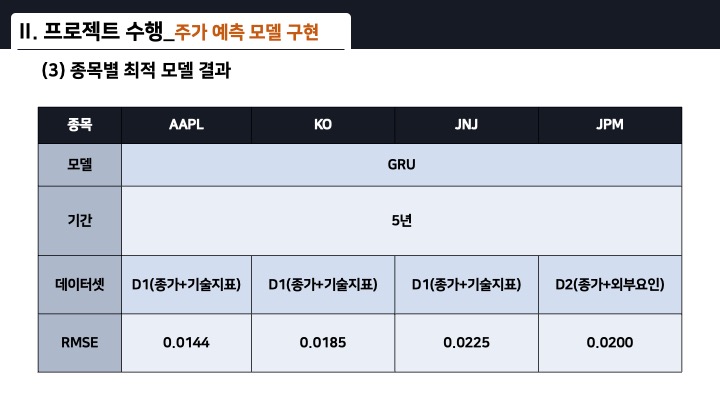 II. 프로젝트 수행_주가 예측 모델 구현
(3) 종목별 최적 모델 결과
종목 AAPL KO JNJ JPM
모델 GRU
기간 5년
데이터셋 D1(종가+기술지표) D1(종가+기술지표) D1(종가+기술지표) D2(종가+외부요인)
RMSE 0.0144 0.0185 0.0225 0.0200